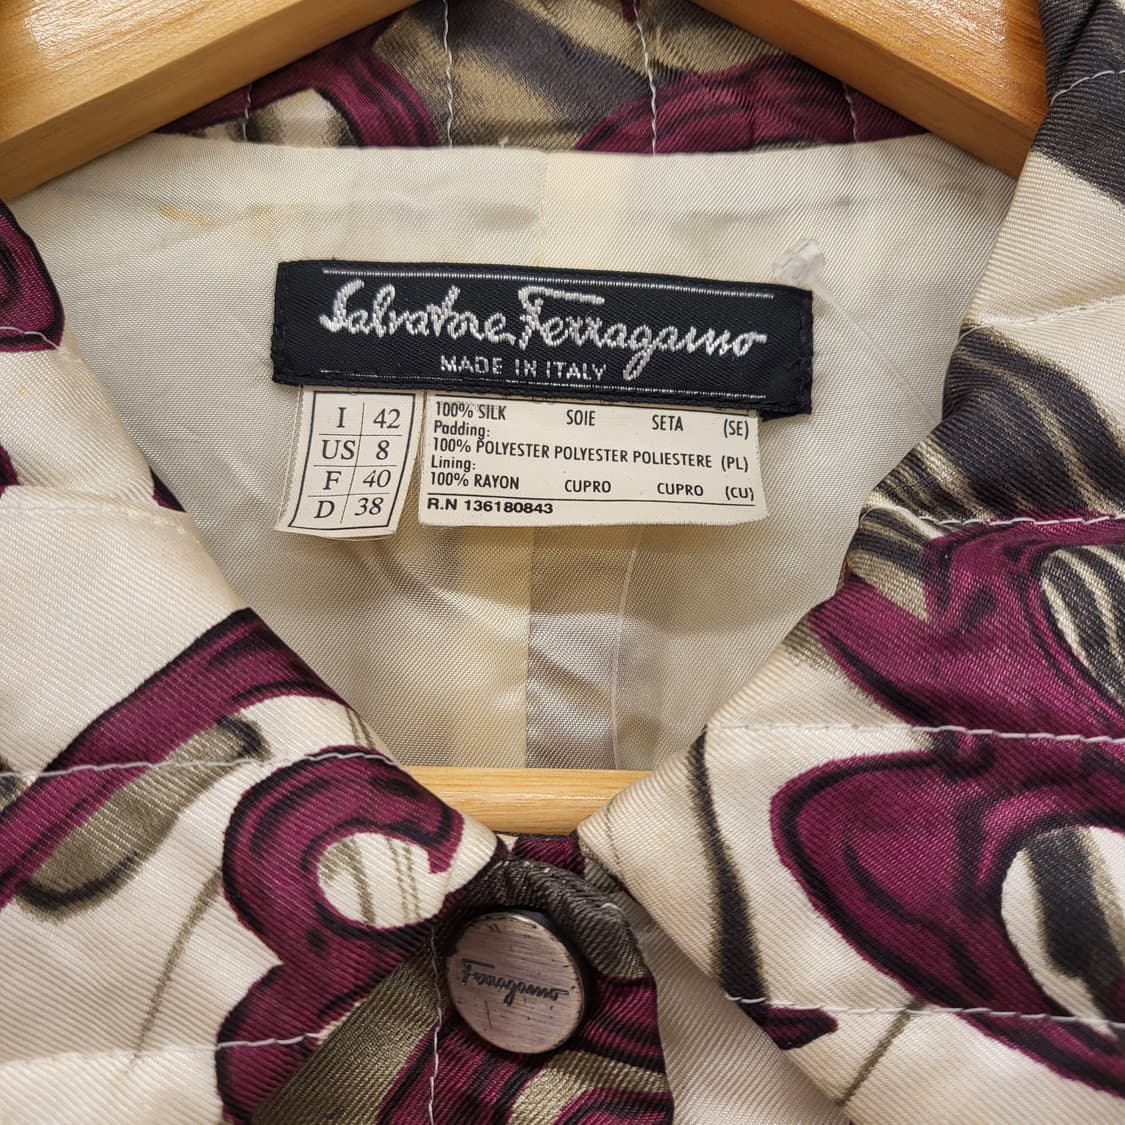 Salvatore Ferragamo
MADE IN ITALY
I 42
US 8
F 40
D 38
100% SILK SOIE SETA (SE)
Padding:
100% POLYESTER POLYESTER POLIESTERE (PL)
Lining:
100% RAYON CUPRO CUPRO (CU)
R.N 136180843